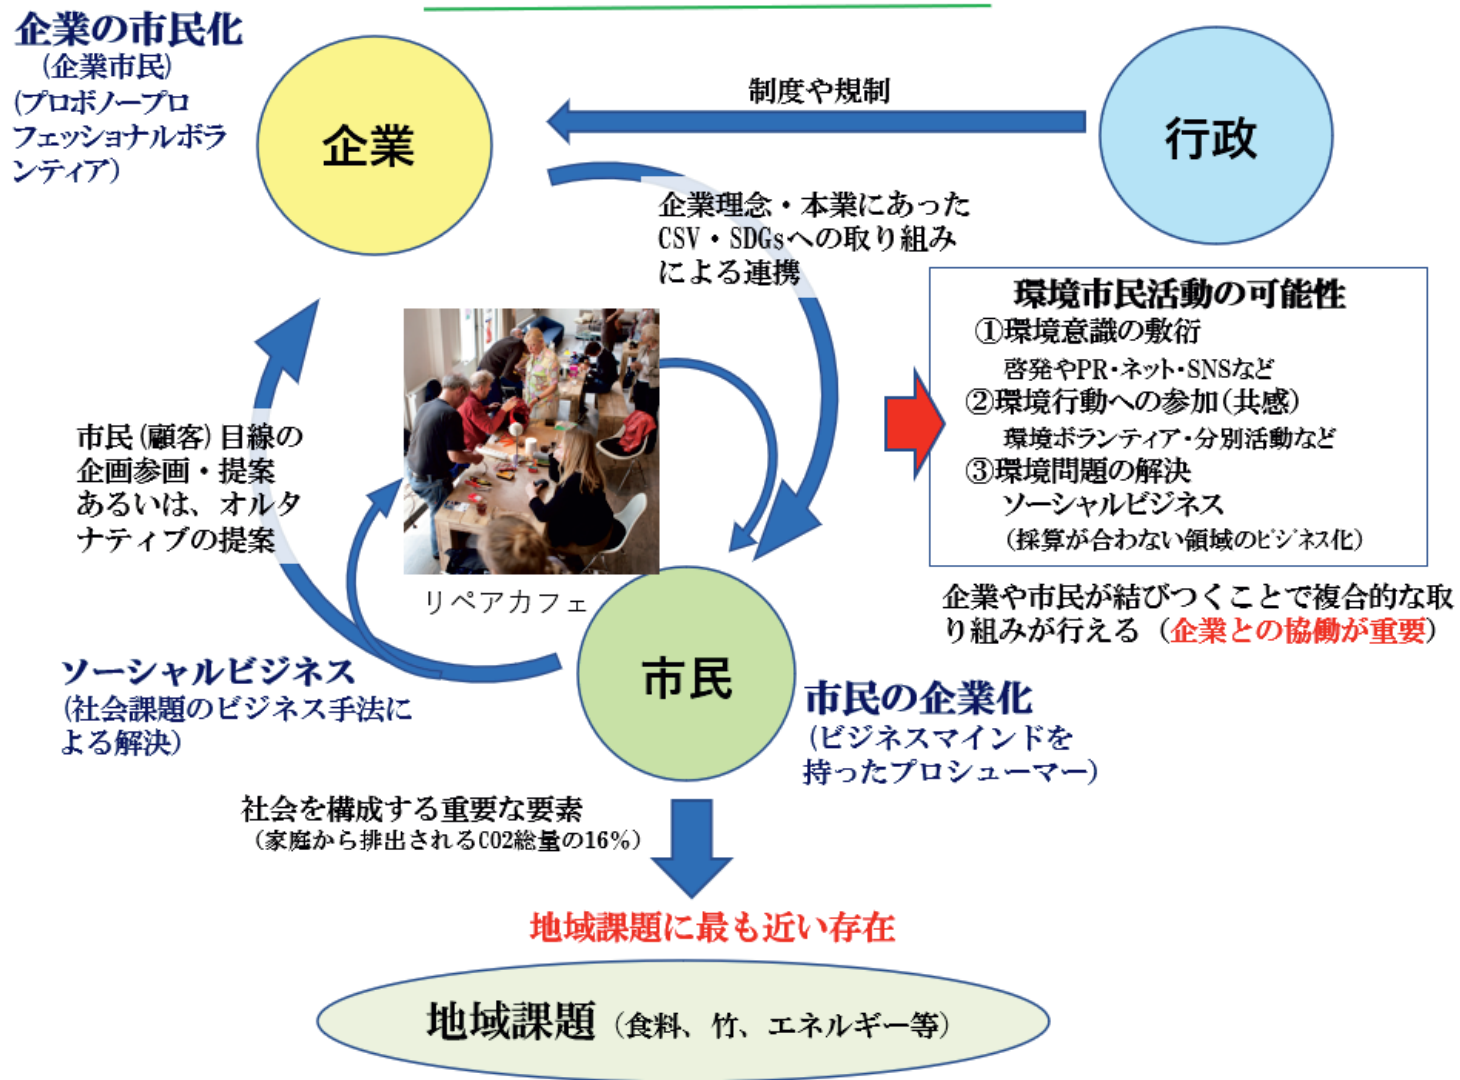 企業の市民化
(企業市民)
(プロボノープロ
フェッショナルボラ
ンティア)
企業
制度や規制
行政
企業理念・本業にあった
CSV・SDGsへの取り組み
による連携
環境市民活動の可能性
①環境意識の敷衍
啓発やPR・ネット・SNSなど
②環境行動への参加(共感)
環境ボランティア・分別活動など
③環境問題の解決
ソーシャルビジネス
(採算が合わない領域のビジネス化)
企業や市民が結びつくことで複合的な取
り組みが行える (企業との協働が重要)
市民(顧客)目線の
企画参画・提案
あるいは、オルタ
ナティブの提案
リペアカフェ
ソーシャルビジネス
(社会課題のビジネス手法に
よる解決)
市民
市民の企業化
(ビジネスマインドを
持ったプロシューマー)
社会を構成する重要な要素
(家庭から排出されるCO2総量の16%)
地域課題に最も近い存在
地域課題 (食料、竹、エネルギー等)